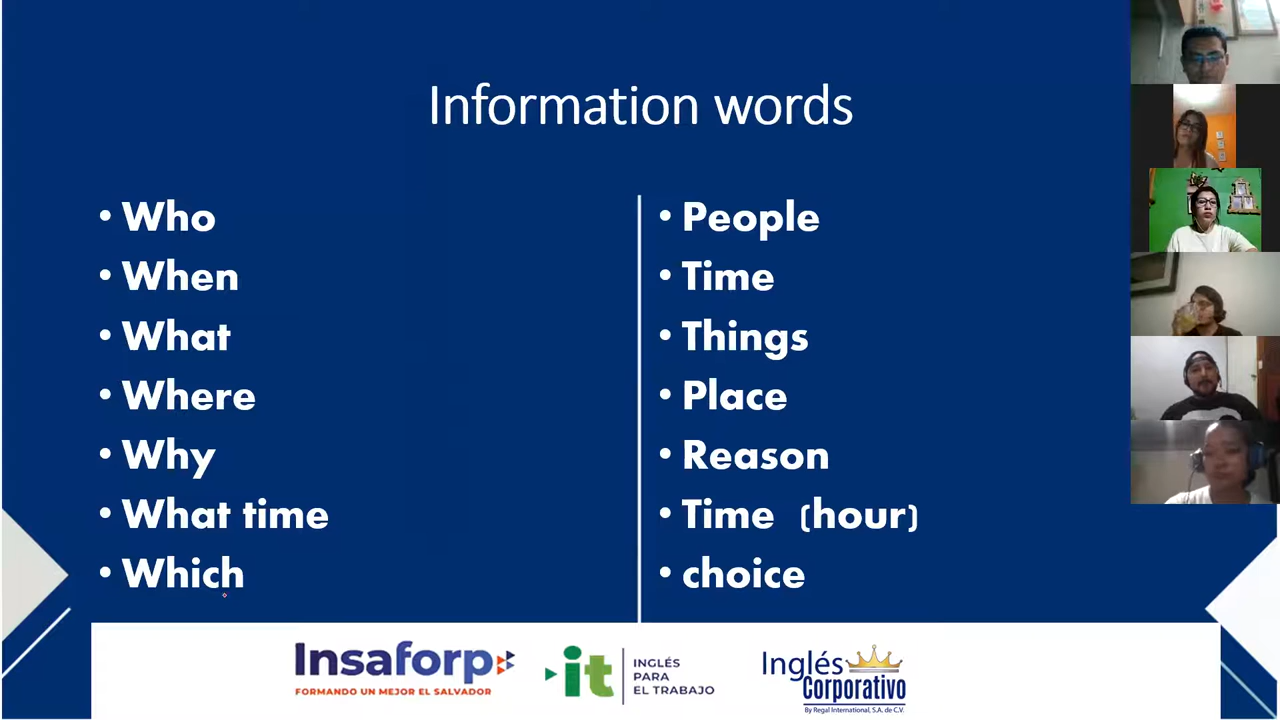 Information words
• Who
• When
• What
• Where
• Why
• What time
• Which
• People
• Time
• Things
• Place
• Reason
• Time (hour)
• choice
Insaforp
FORMANDO UN MEJOR EL SALVADOR
it
INGLÉS
PARA
EL TRABAJO
Inglés
Corporativo
By Regal International, S.A. de C.V.